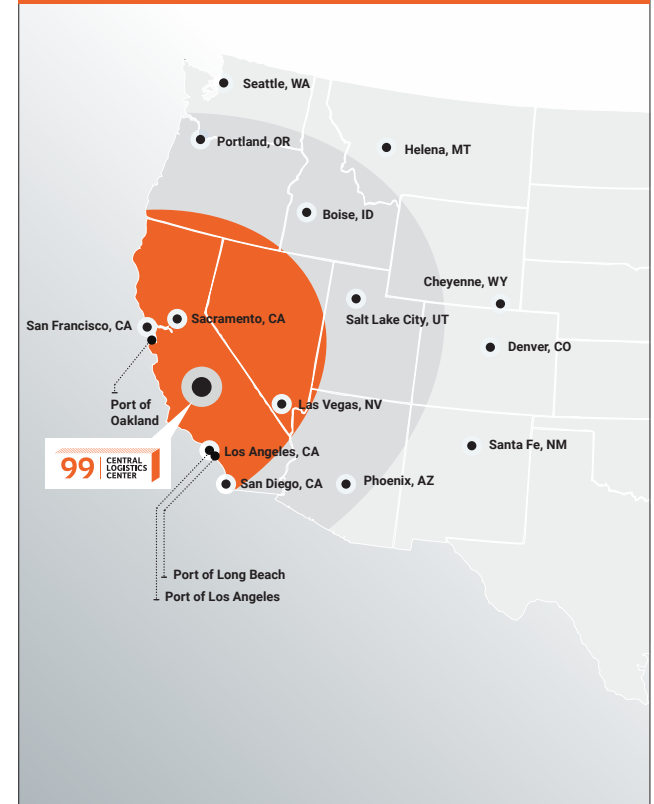 Seattle, WA
Portland, OR
Helena, MT
Boise, ID
Cheyenne, WY
Sacramento, CA
San Francisco, CA
Salt Lake City, UT
Denver, CO
Port of
Oakland
Las Vegas, NV
99 CENTRAL
LOGISTICS
CENTER
Los Angeles, CA
Santa Fe, NM
San Diego, CA
Phoenix, AZ
Port of Long Beach
Port of Los Angeles